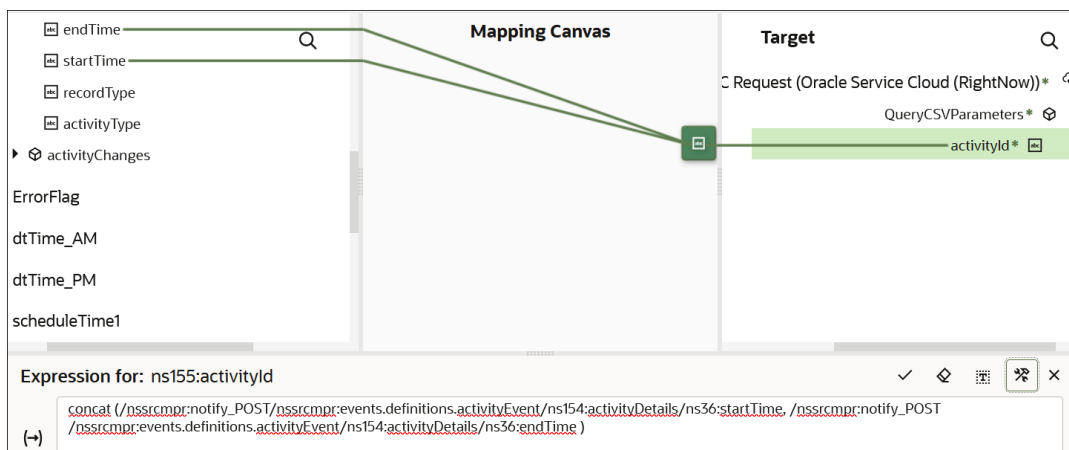 endTime
startTime
recordType
activityType
activityChanges
ErrorFlag
dtTime_AM
dtTime_PM
scheduleTime1
Mapping Canvas
Target
C Request (Oracle Service Cloud (RightNow))*
QueryCSVParameters*
activityId*
Expression for: ns155:activityId
concat (/nssrcmpr:notify_POST/nssrcmpr:events.definitions.activityEvent/ns154:activityDetails/ns36:startTime, /nssrcmpr:notify_POST
/nssrcmpr:events.definitions.activityEvent/ns154:activityDetails/ns36:endTime )